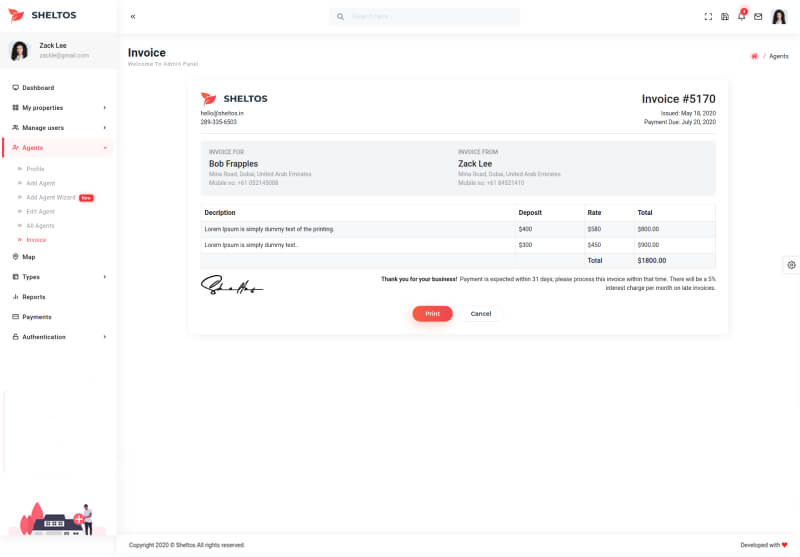 SHELTOS
«
Search here..
4
Zack Lee
zackle@gmail.com
Invoice
Welcome To Admin Panel
/ Agents
Dashboard
My properties
Manage users
Agents
Profile
Add Agent
Add Agent Wizard New
Edit Agent
All Agents
Invoice
Map
Types
Reports
Payments
Authentication
SHELTOS
hello@sheltos.in
289-335-6503
Invoice #5170
Issued: May 18, 2020
Payment Due: July 20, 2020
INVOICE FOR
Bob Frapples
Mina Road, Dubai, United Arab Emirates
Mobile no: +61 052145008
INVOICE FROM
Zack Lee
Mina Road, Dubai, United Arab Emirates
Mobile no: +61 84521410
Decription Deposit Rate Total
Lorem Ipsum is simply dummy text of the printing. $400 $580 $800.00
Lorem Ipsum is simply dummy text.. $300 $450 $900.00
Total $1800.00
Sheltos
Thank you for your business! Payment is expected within 31 days; please process this invoice within that time. There will be a 5%
interest charge per month on late invoices.
Print
Cancel
Copyright 2020 © Sheltos All rights reserved.
Developed with